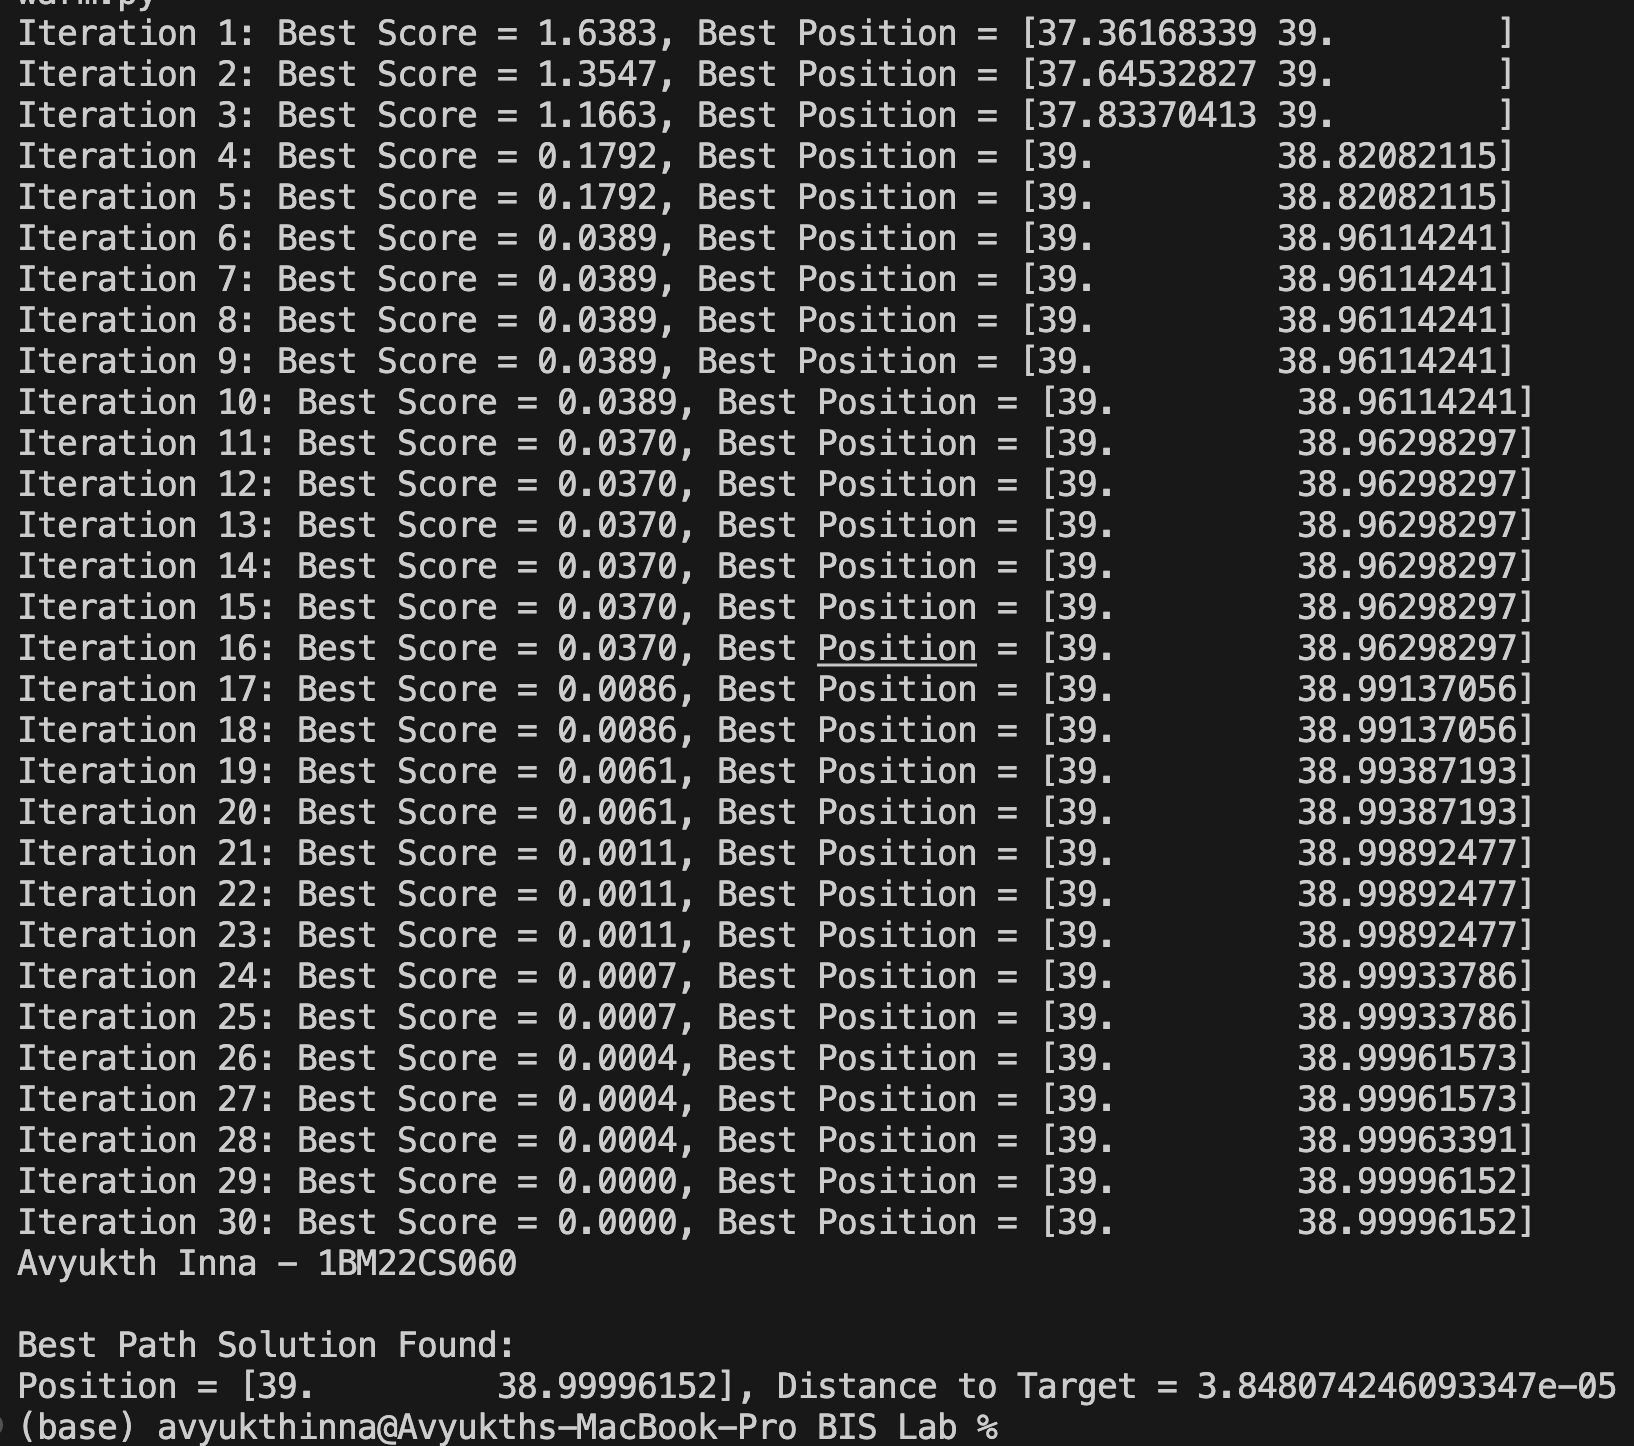 warm.py
Iteration 1: Best Score = 1.6383, Best Position = [37.36168339 39.        ]
Iteration 2: Best Score = 1.3547, Best Position = [37.64532827 39.        ]
Iteration 3: Best Score = 1.1663, Best Position = [37.83370413 39.        ]
Iteration 4: Best Score = 0.1792, Best Position = [39.         38.82082115]
Iteration 5: Best Score = 0.1792, Best Position = [39.         38.82082115]
Iteration 6: Best Score = 0.0389, Best Position = [39.         38.96114241]
Iteration 7: Best Score = 0.0389, Best Position = [39.         38.96114241]
Iteration 8: Best Score = 0.0389, Best Position = [39.         38.96114241]
Iteration 9: Best Score = 0.0389, Best Position = [39.         38.96114241]
Iteration 10: Best Score = 0.0389, Best Position = [39.         38.96114241]
Iteration 11: Best Score = 0.0370, Best Position = [39.         38.96298297]
Iteration 12: Best Score = 0.0370, Best Position = [39.         38.96298297]
Iteration 13: Best Score = 0.0370, Best Position = [39.         38.96298297]
Iteration 14: Best Score = 0.0370, Best Position = [39.         38.96298297]
Iteration 15: Best Score = 0.0370, Best Position = [39.         38.96298297]
Iteration 16: Best Score = 0.0370, Best Position = [39.         38.96298297]
Iteration 17: Best Score = 0.0086, Best Position = [39.         38.99137056]
Iteration 18: Best Score = 0.0086, Best Position = [39.         38.99137056]
Iteration 19: Best Score = 0.0061, Best Position = [39.         38.99387193]
Iteration 20: Best Score = 0.0061, Best Position = [39.         38.99387193]
Iteration 21: Best Score = 0.0011, Best Position = [39.         38.99892477]
Iteration 22: Best Score = 0.0011, Best Position = [39.         38.99892477]
Iteration 23: Best Score = 0.0011, Best Position = [39.         38.99892477]
Iteration 24: Best Score = 0.0007, Best Position = [39.         38.99933786]
Iteration 25: Best Score = 0.0007, Best Position = [39.         38.99933786]
Iteration 26: Best Score = 0.0004, Best Position = [39.         38.99961573]
Iteration 27: Best Score = 0.0004, Best Position = [39.         38.99961573]
Iteration 28: Best Score = 0.0004, Best Position = [39.         38.99963391]
Iteration 29: Best Score = 0.0000, Best Position = [39.         38.99996152]
Iteration 30: Best Score = 0.0000, Best Position = [39.         38.99996152]
Avyukth Inna - 1BM22CS060
Best Path Solution Found:
Position = [39.         38.99996152], Distance to Target = 3.848074246093347e-05
(base) avyukthinna@Avyukths-MacBook-Pro BIS Lab %